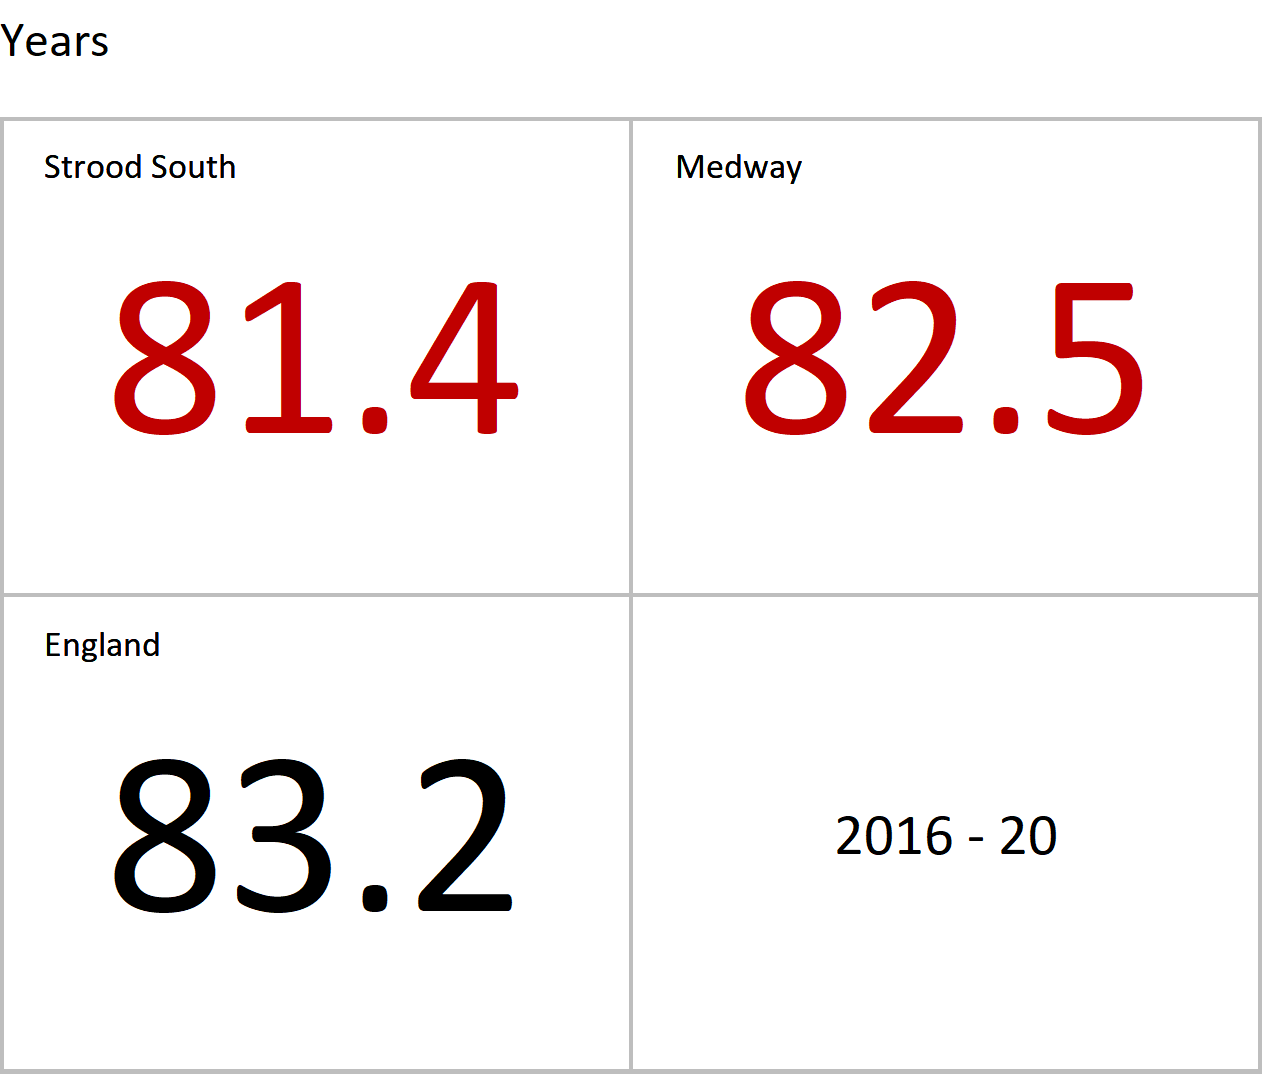 Years
Strood South
81.4
Medway
82.5
England
83.2
2016 - 20